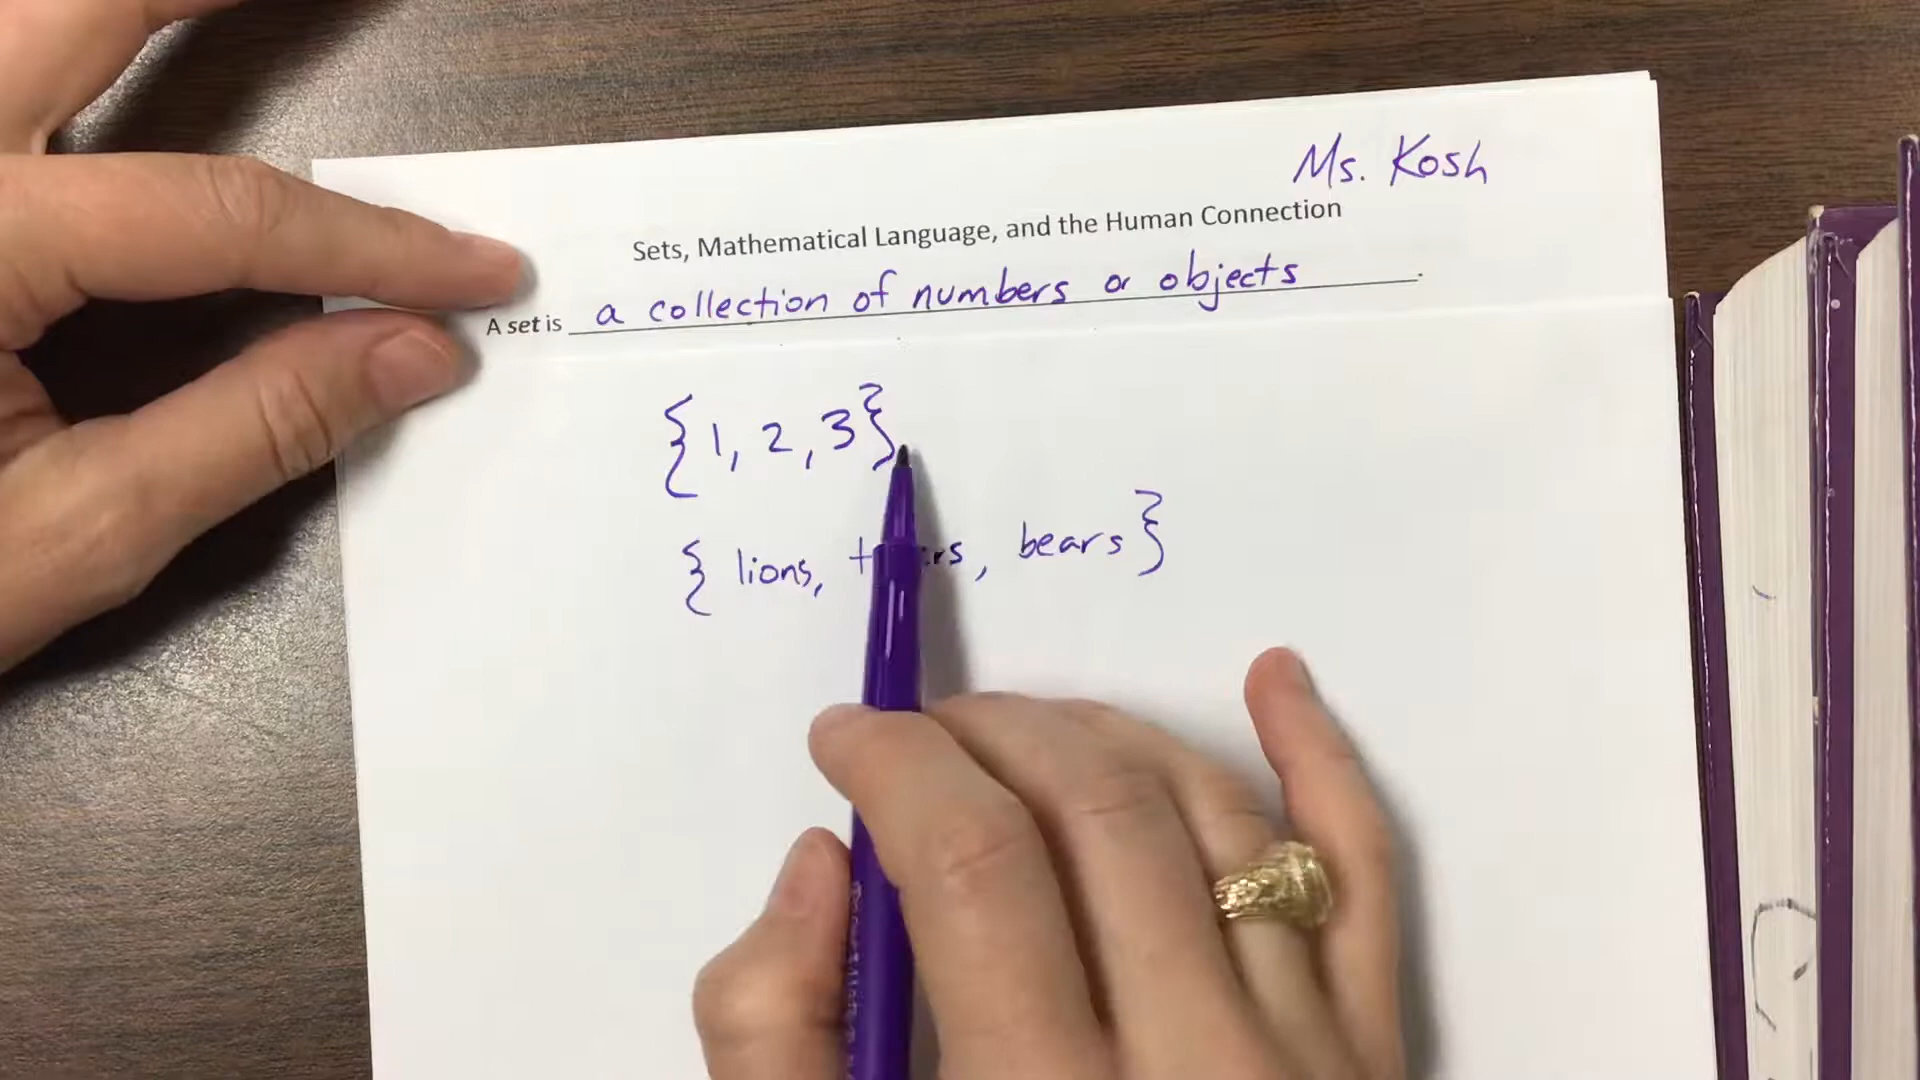 Ms. Kosh
Sets, Mathematical Language, and the Human Connection
A set is a collection of numbers or objects.
{1, 2, 3}
{ lions, , bears }